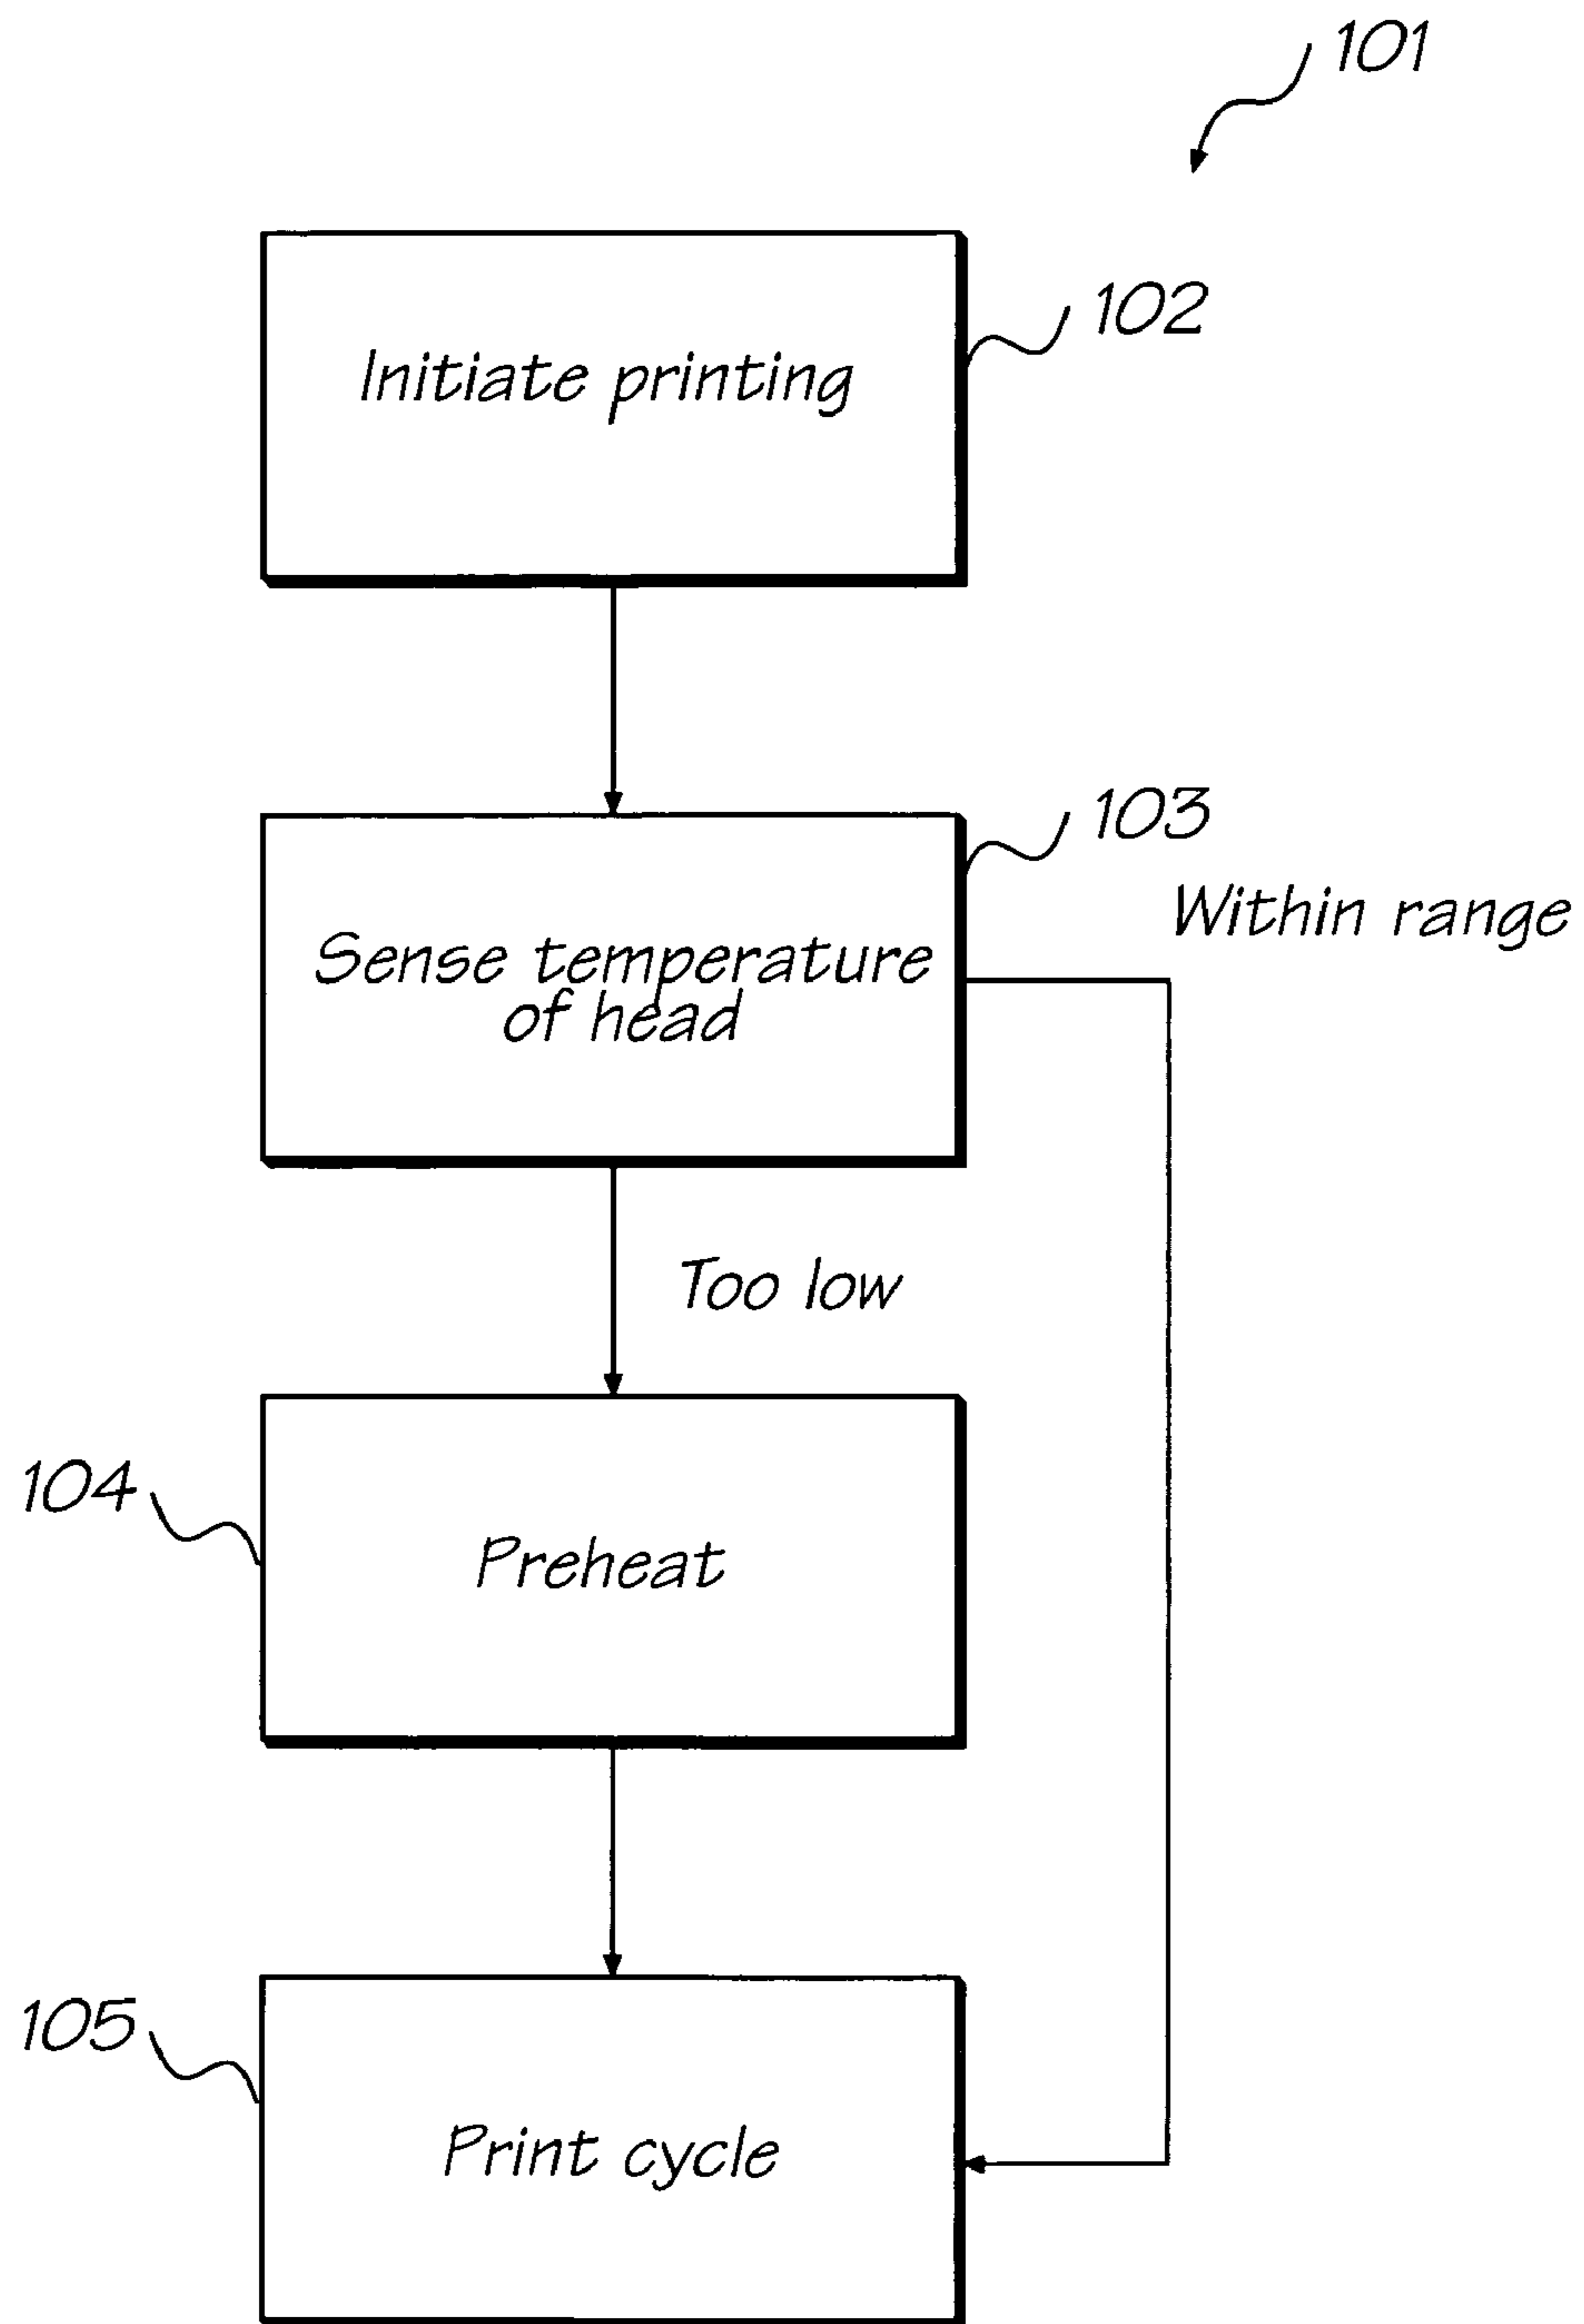 101
Initiate printing
102
103
Within range
Sense temperature
of head
Too low
104
Preheat
105
Print cycle